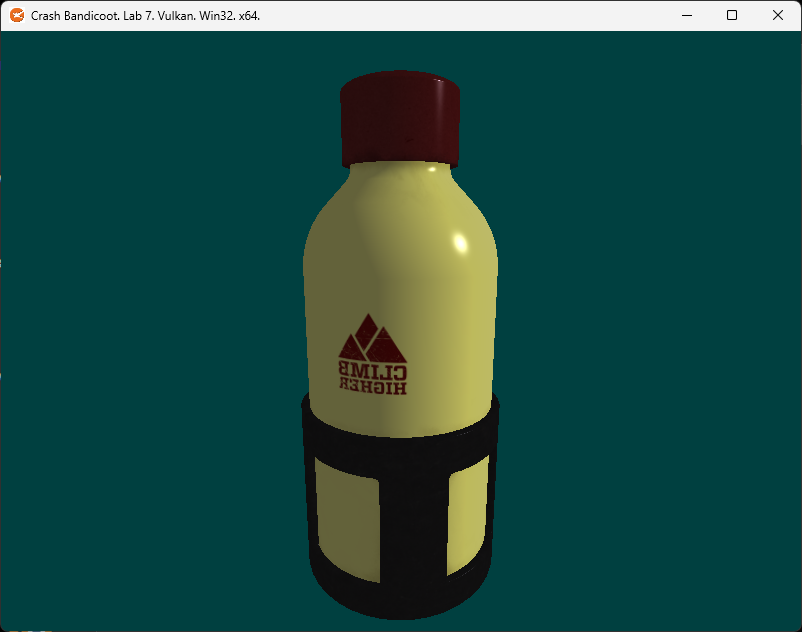 Crash Bandicoot. Lab 7. Vulkan. Win32. x64.
CLIMB
HIGHER